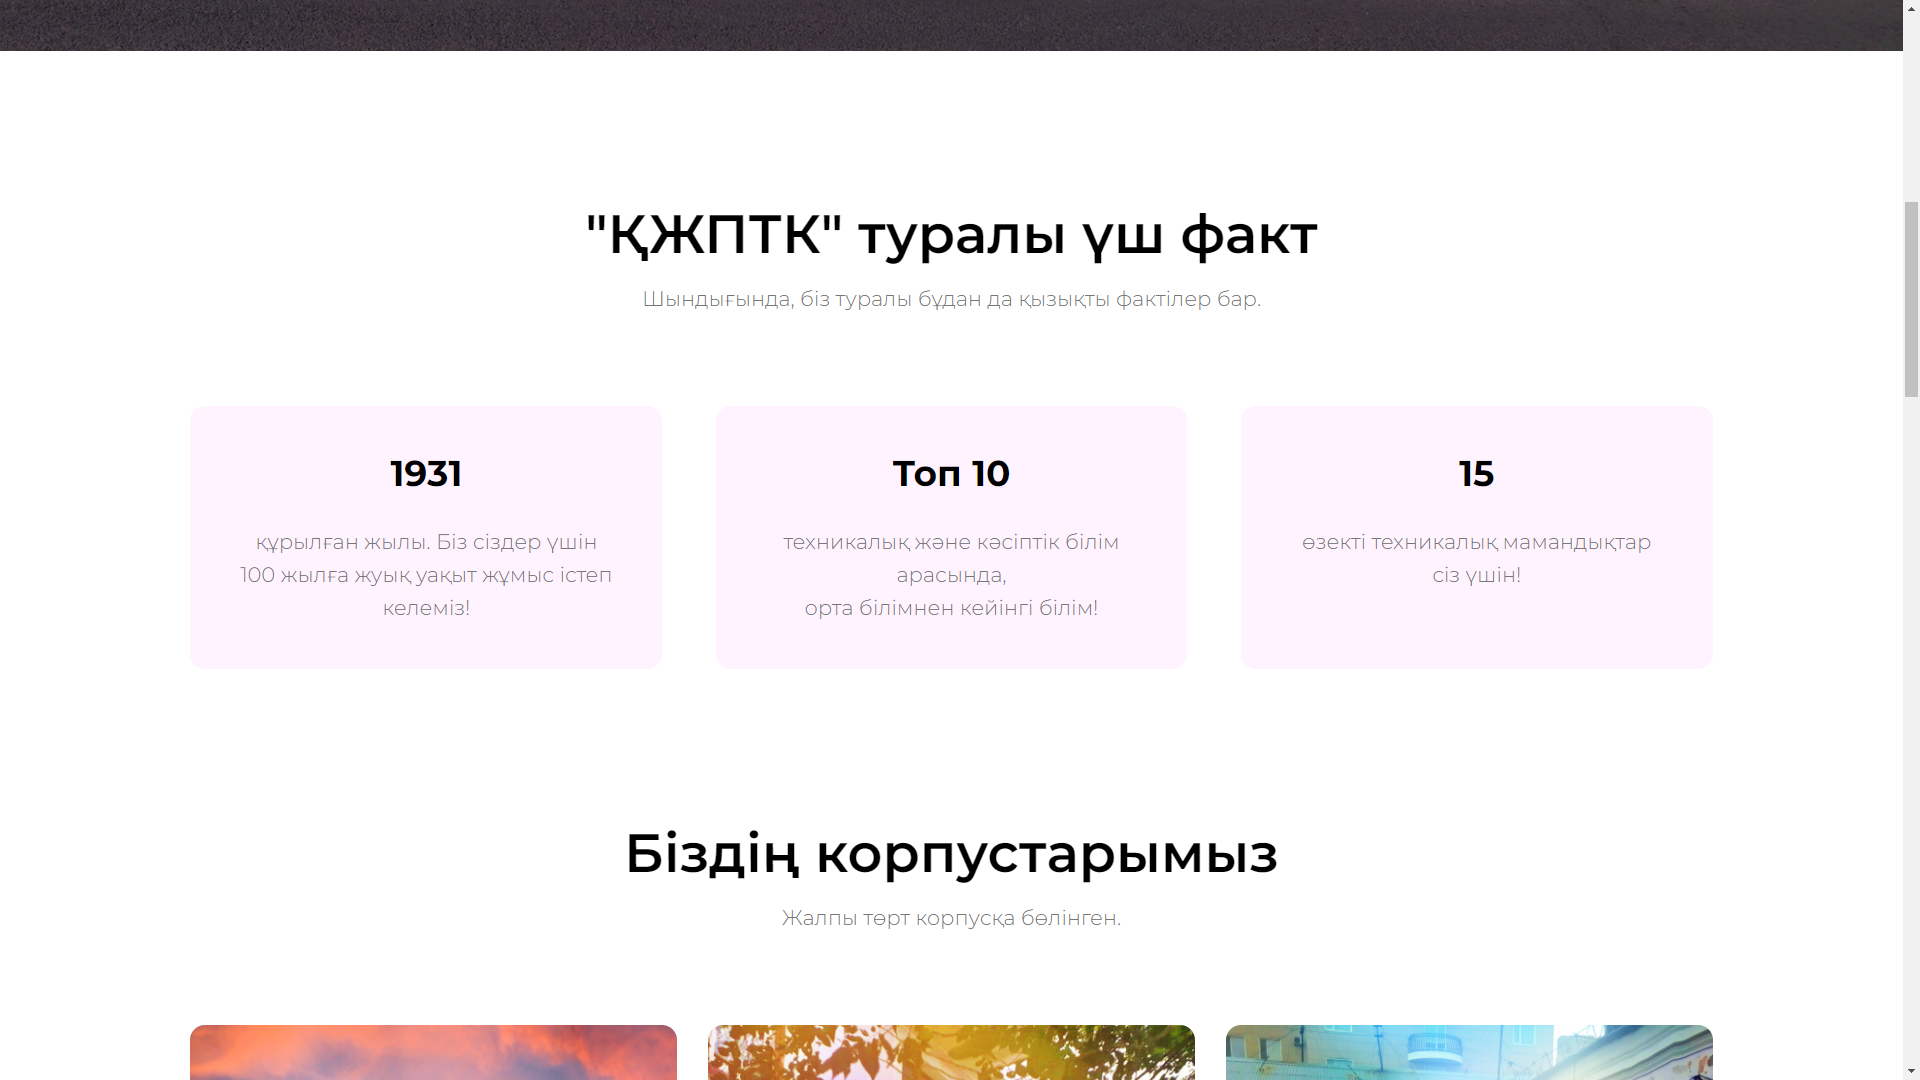 "ҚЖПТК" туралы үш факт
Шындығында, біз туралы бұдан да қызықты фактілер бар.
1931
құрылған жылы. Біз сіздер үшін
100 жылға жуық уақыт жұмыс істеп
келеміз!
Топ 10
техникалық және кәсіптік білім
арасында,
орта білімнен кейінгі білім!
15
өзекті техникалық мамандықтар
сіз үшін!
Біздің корпустарымыз
Жалпы төрт корпусқа бөлінген.